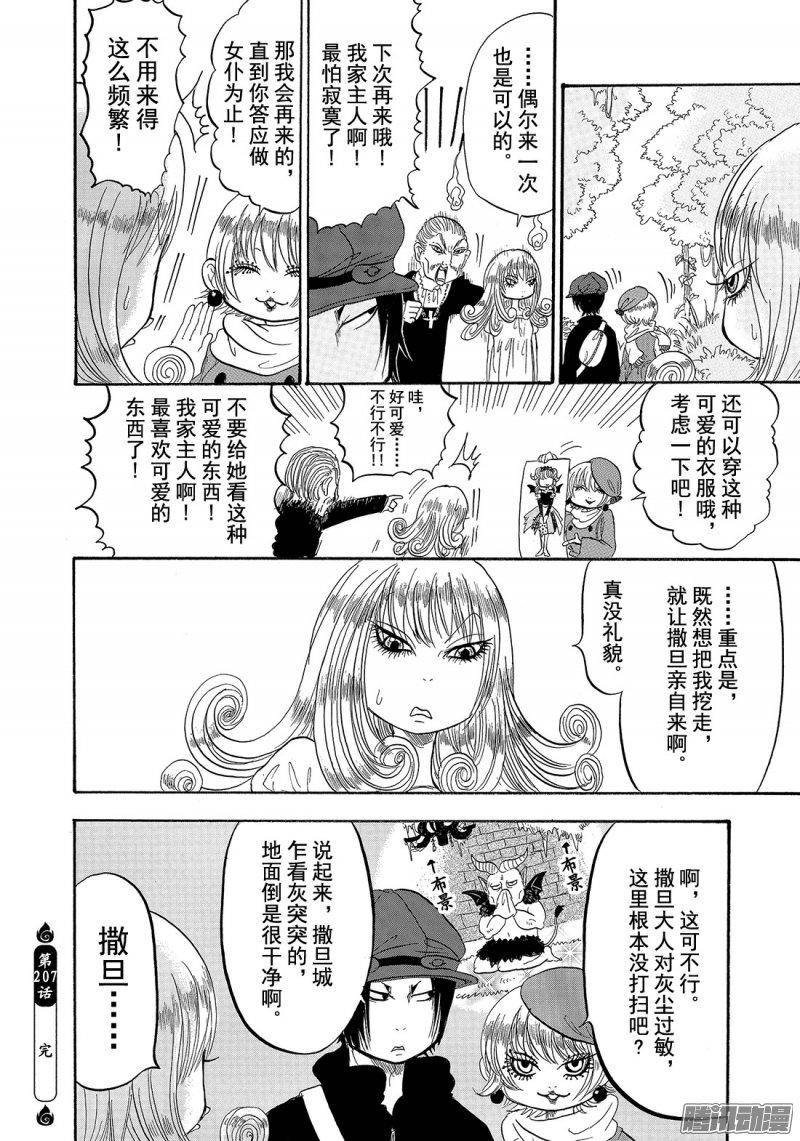 ……偶尔来一次
也是可以的。
下次再来哦！
我家主人啊！
最怕寂寞了！
那我会再来的，
直到你答应做
女仆为止！
不用来得
这么频繁！
还可以穿这种
可爱的衣服哦，
考虑一下吧！
哇，
好可爱……
不行不行!!
不要给她看这种
可爱的东西！
我家主人啊！
最喜欢可爱的
东西了！
……重点是，
既然想把我挖走，
就让撒旦亲自来啊。
真没礼貌。
啊，这可不行。
撒旦大人对灰尘过敏，
这里根本没打扫吧？
↑布景
↑布景
说起来，撒旦城
乍看灰突突的，
地面倒是很干净啊。
撒旦……
第207话 完
腾讯动漫